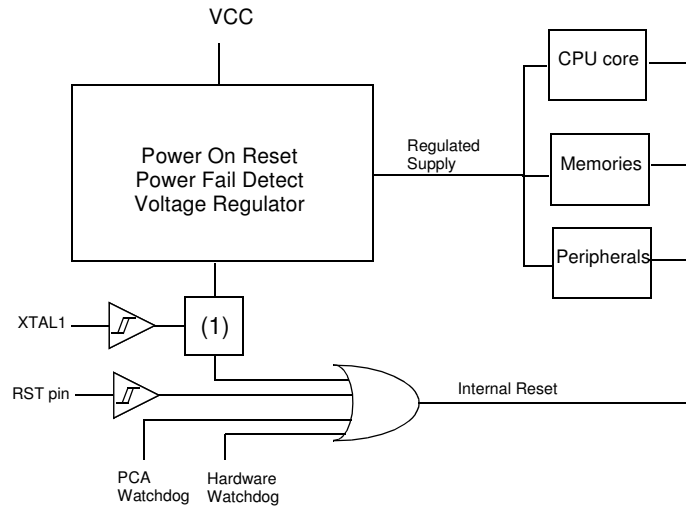 VCC
CPU core
Power On Reset
Power Fail Detect
Voltage Regulator
Regulated
Supply
Memories
Peripherals
XTAL1
(1)
RST pin
Internal Reset
PCA
Watchdog
Hardware
Watchdog